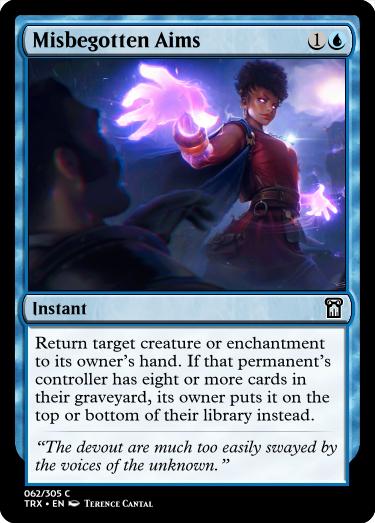 Misbegotten Aims 1
Instant
Return target creature or enchantment
to its owner's hand. If that permanent's
controller has eight or more cards in
their graveyard, its owner puts it on the
top or bottom of their library instead.
“The devout are much too easily swayed by
the voices of the unknown.”
062/305 C
TRX • EN Terence Cantal